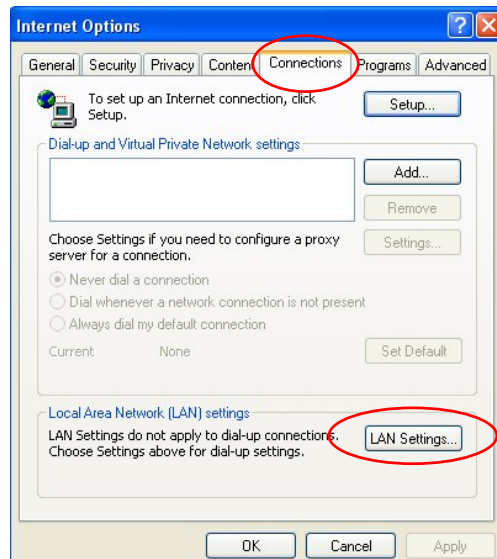 Internet Options
General Security Privacy Content Connections Programs Advanced
To set up an Internet connection, click
Setup.
Setup...
Dial-up and Virtual Private Network settings
Add...
Remove
Choose Settings if you need to configure a proxy
server for a connection.
Settings...
Never dial a connection
Dial whenever a network connection is not present
Always dial my default connection
Current None
Set Default
Local Area Network (LAN) settings
LAN Settings do not apply to dial-up connections.
Choose Settings above for dial-up settings.
LAN Settings...
OK Cancel Apply